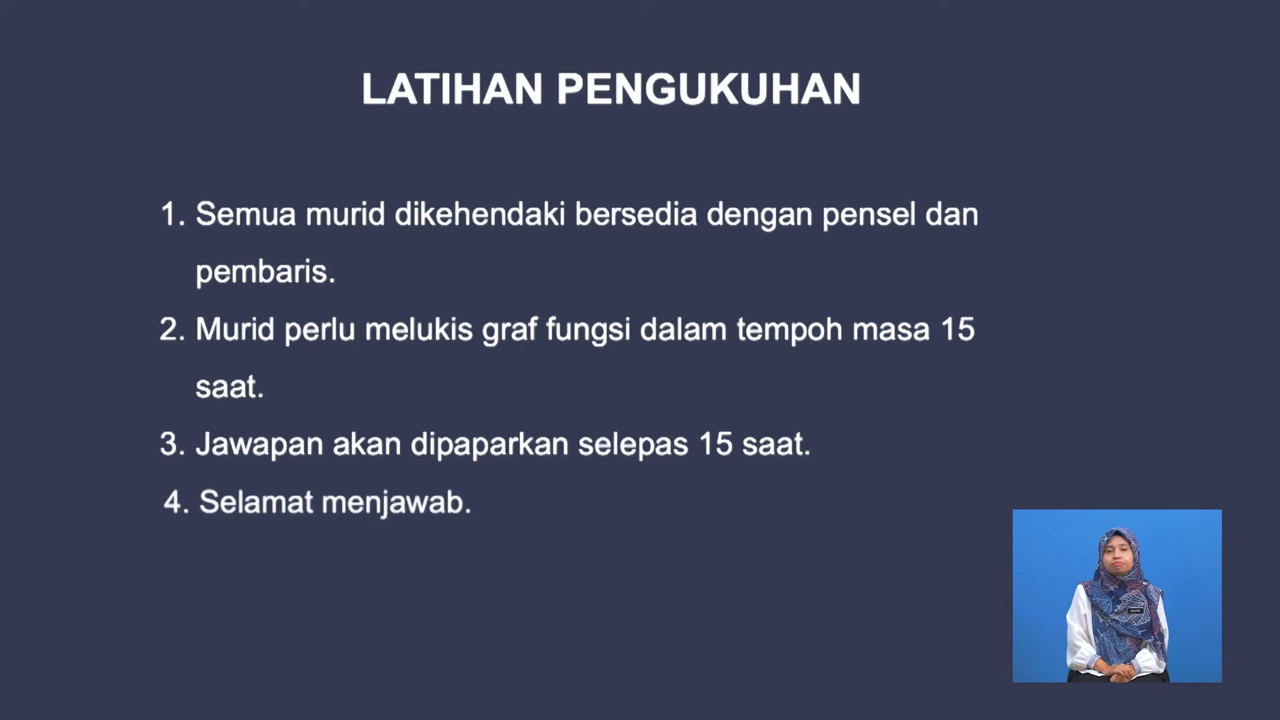 LATIHAN PENGUKUHAN
1. Semua murid dikehendaki bersedia dengan pensel dan
pembaris.
2. Murid perlu melukis graf fungsi dalam tempoh masa 15
saat.
3. Jawapan akan dipaparkan selepas 15 saat.
4. Selamat menjawab.